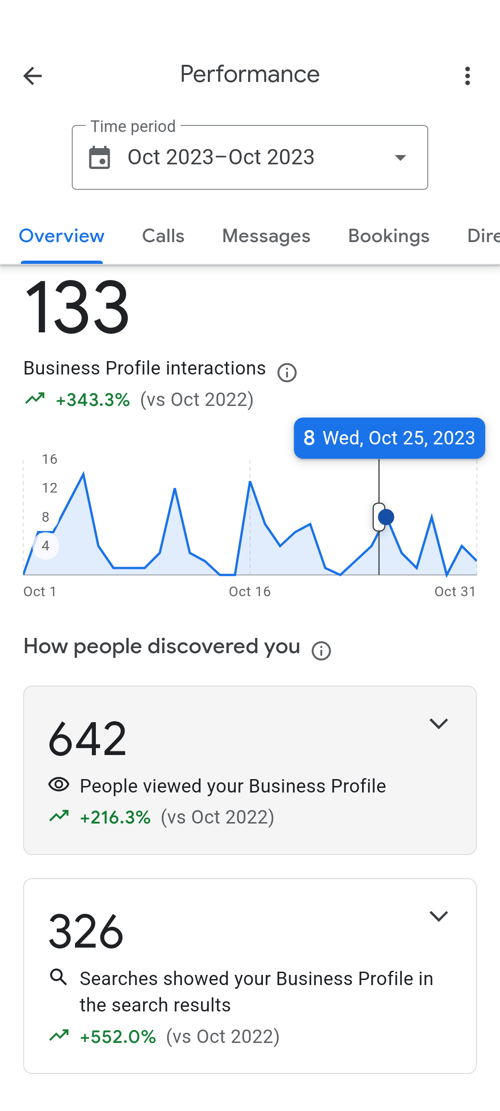 Performance
Time period
Oct 2023–Oct 2023
Overview Calls Messages Bookings Dire
133
Business Profile interactions
+343.3% (vs Oct 2022)
8 Wed, Oct 25, 2023
16
12
8
4
Oct 1 Oct 16 Oct 31
How people discovered you
642
People viewed your Business Profile
+216.3% (vs Oct 2022)
326
Searches showed your Business Profile in
the search results
+552.0% (vs Oct 2022)